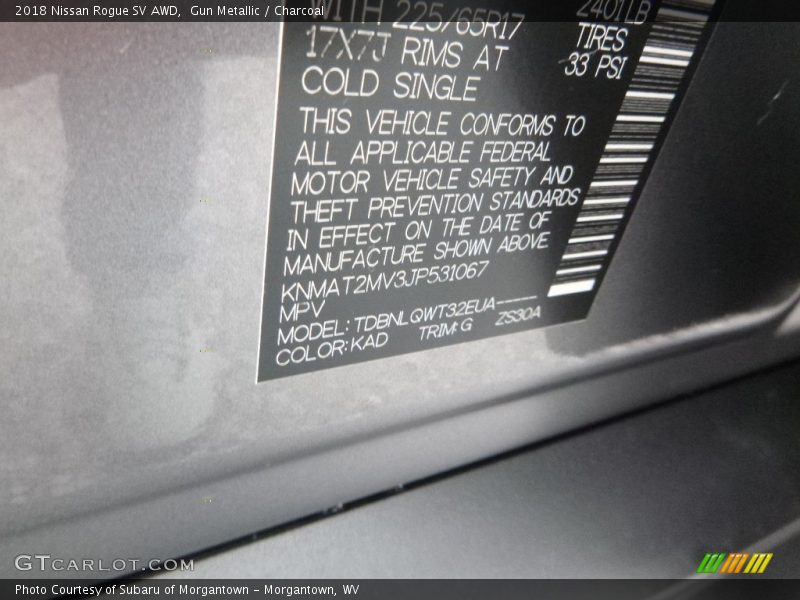 2018 Nissan Rogue SV AWD, Gun Metallic / Charcoal
WITH 225/65R17 2401LB
17X7J RIMS AT TIRES
COLD SINGLE 33 PSI
THIS VEHICLE CONFORMS TO
ALL APPLICABLE FEDERAL
MOTOR VEHICLE SAFETY AND
THEFT PREVENTION STANDARDS
IN EFFECT ON THE DATE OF
MANUFACTURE SHOWN ABOVE
KNMAT2MV3JP531067
MPV
MODEL: TDBNLQWT32EUA-----
COLOR: KAD TRIM: G ZS30A
GTCARLOT.COM
Photo Courtesy of Subaru of Morgantown - Morgantown, WV